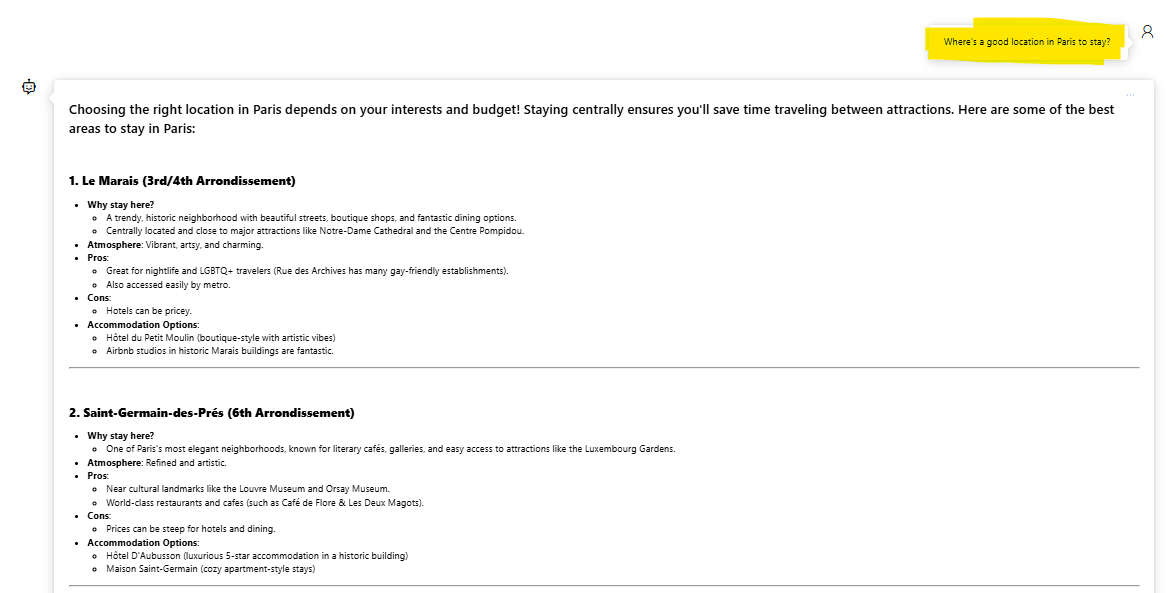 Where's a good location in Paris to stay?
Choosing the right location in Paris depends on your interests and budget! Staying centrally ensures you'll save time traveling between attractions. Here are some of the best
areas to stay in Paris:
1. Le Marais (3rd/4th Arrondissement)
Why stay here?
A trendy, historic neighborhood with beautiful streets, boutique shops, and fantastic dining options.
Centrally located and close to major attractions like Notre-Dame Cathedral and the Centre Pompidou.
Atmosphere: Vibrant, artsy, and charming.
Pros:
Great for nightlife and LGBTQ+ travelers (Rue des Archives has many gay-friendly establishments).
Also accessed easily by metro.
Cons:
Hotels can be pricey.
Accommodation Options:
Hôtel du Petit Moulin (boutique-style with artistic vibes)
Airbnb studios in historic Marais buildings are fantastic.
2. Saint-Germain-des-Prés (6th Arrondissement)
Why stay here?
One of Paris's most elegant neighborhoods, known for literary cafés, galleries, and easy access to attractions like the Luxembourg Gardens.
Atmosphere: Refined and artistic.
Pros:
Near cultural landmarks like the Louvre Museum and Orsay Museum.
World-class restaurants and cafes (such as Café de Flore & Les Deux Magots).
Cons:
Prices can be steep for hotels and dining.
Accommodation Options:
Hôtel D'Aubusson (luxurious 5-star accommodation in a historic building)
Maison Saint-Germain (cozy apartment-style stays)